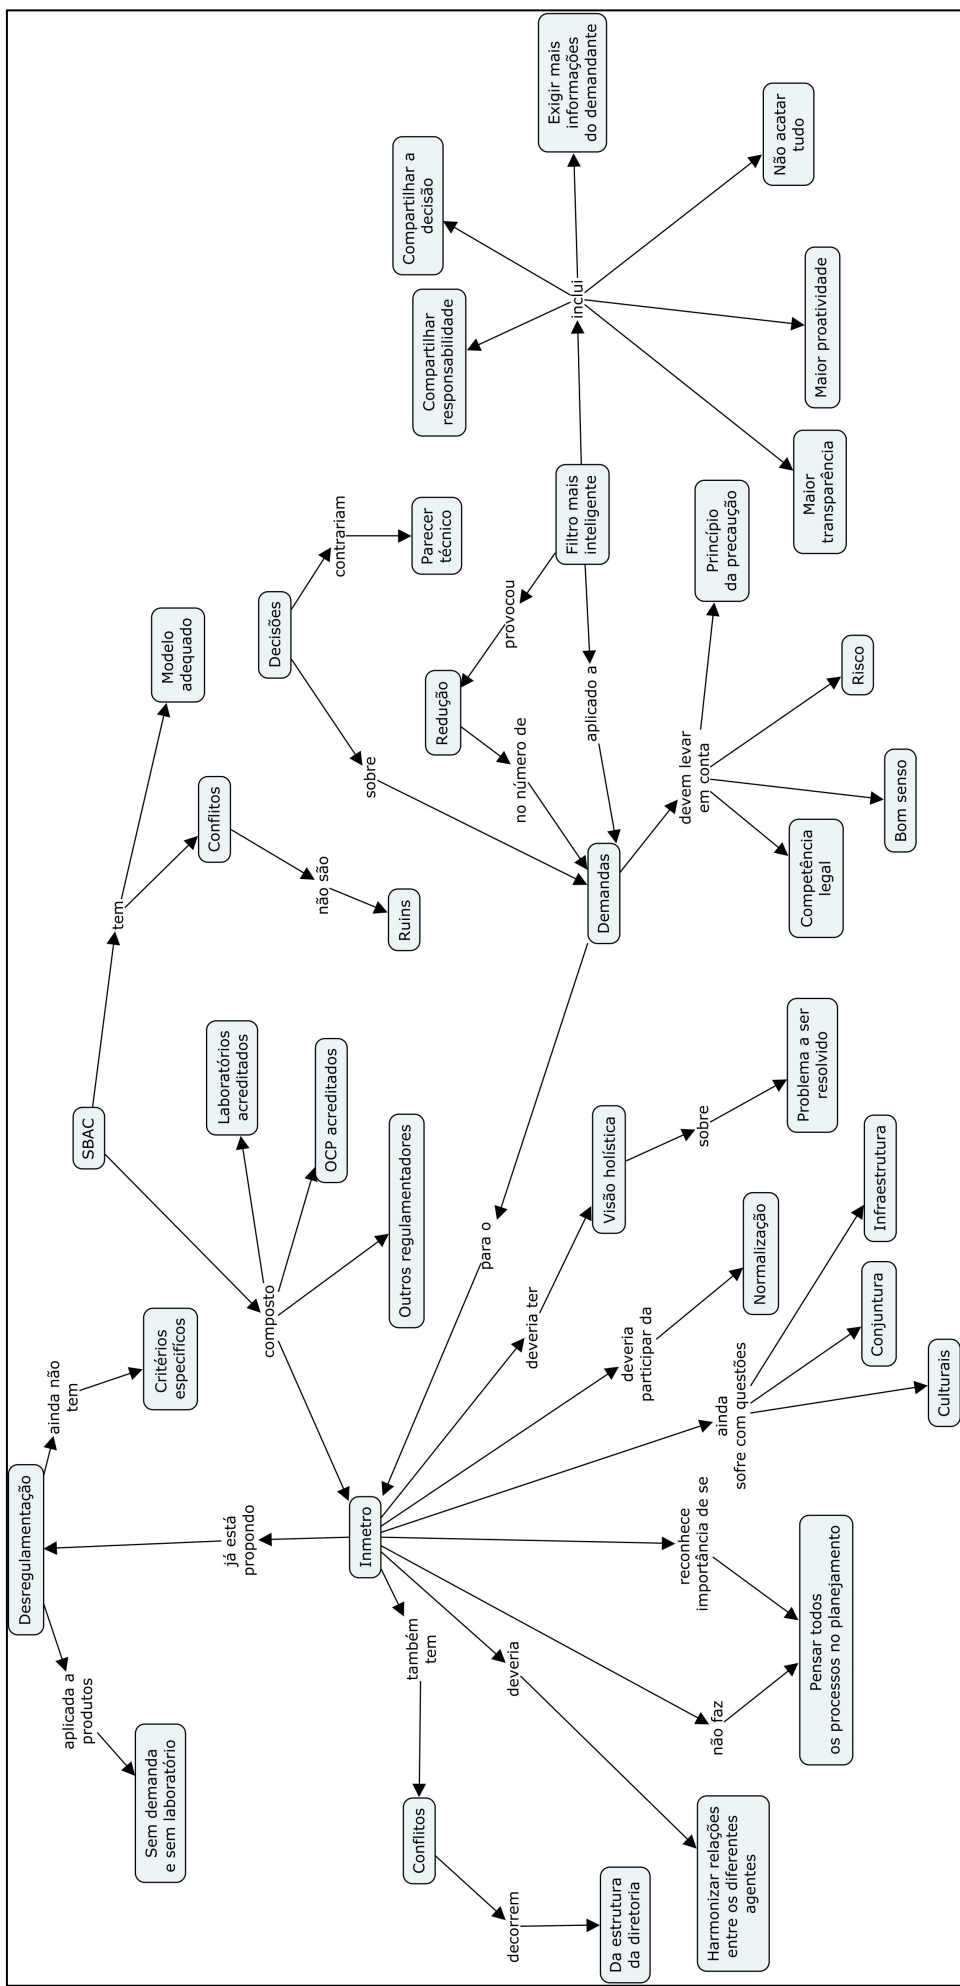 Desregulamentação
ainda não
tem
Critérios
especifícos
aplicada a
produtos
Sem demanda
e sem laboratório
já está
propondo
SBAC
tem
Modelo
adequado
Conflitos
não são
Ruins
composto
Laboratórios
acreditados
OCP acreditados
Outros regulamentadores
Inmetro
Decisões
contrariam
Parecer
técnico
sobre
Redução
provocou
no número de
Filtro mais
inteligente
aplicado a
inclui
Compartilhar
responsabilidade
Compartilhar a
decisão
Exigir mais
informações
do demandante
Não acatar
tudo
Maior proatividade
Maior
transparência
Demandas
devem levar
em conta
Princípio
da precaução
Risco
Bom senso
Competência
legal
para o
também
tem
Conflitos
decorrem
Da estrutura
da diretoria
deveria
Harmonizar relações
entre os diferentes
agentes
não faz
reconhece
importância de se
Pensar todos
os processos no planejamento
ainda
sofre com questões
Culturais
Conjuntura
Infraestrutura
deveria
participar da
Normalização
deveria ter
Visão holística
sobre
Problema a ser
resolvido